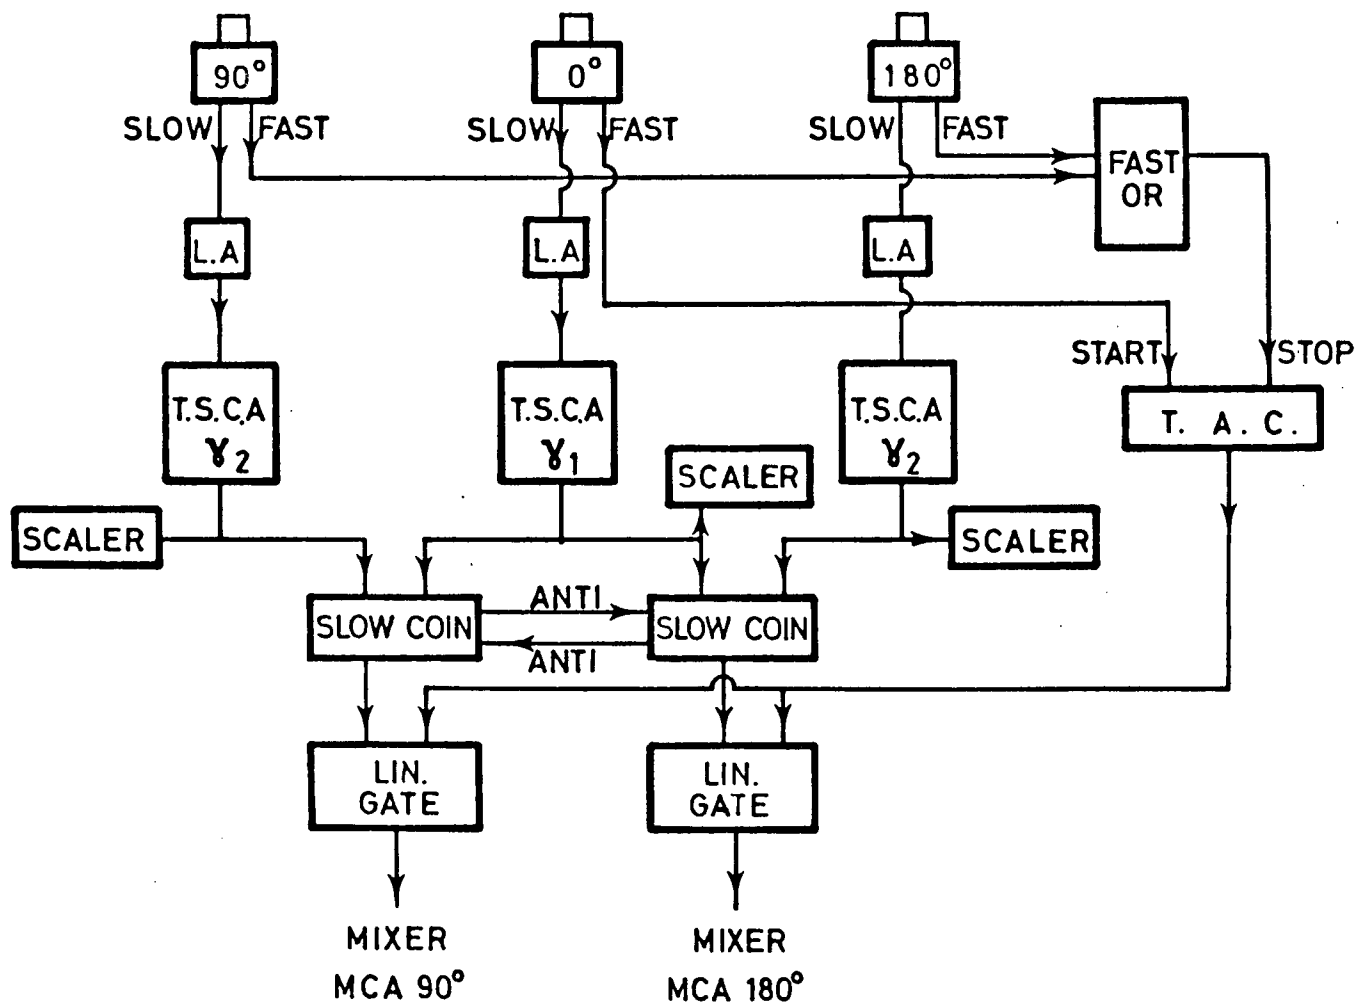 90°
0°
180°
SLOW
FAST
SLOW
FAST
SLOW
FAST
FAST
OR
L.A
L.A
L.A
START
STOP
T.S.C.A
γ2
T.S.C.A
γ1
T.S.C.A
γ2
T. A. C.
SCALER
SCALER
SCALER
ANTI
SLOW COIN
SLOW COIN
ANTI
LIN.
GATE
LIN.
GATE
MIXER
MCA 90°
MIXER
MCA 180°